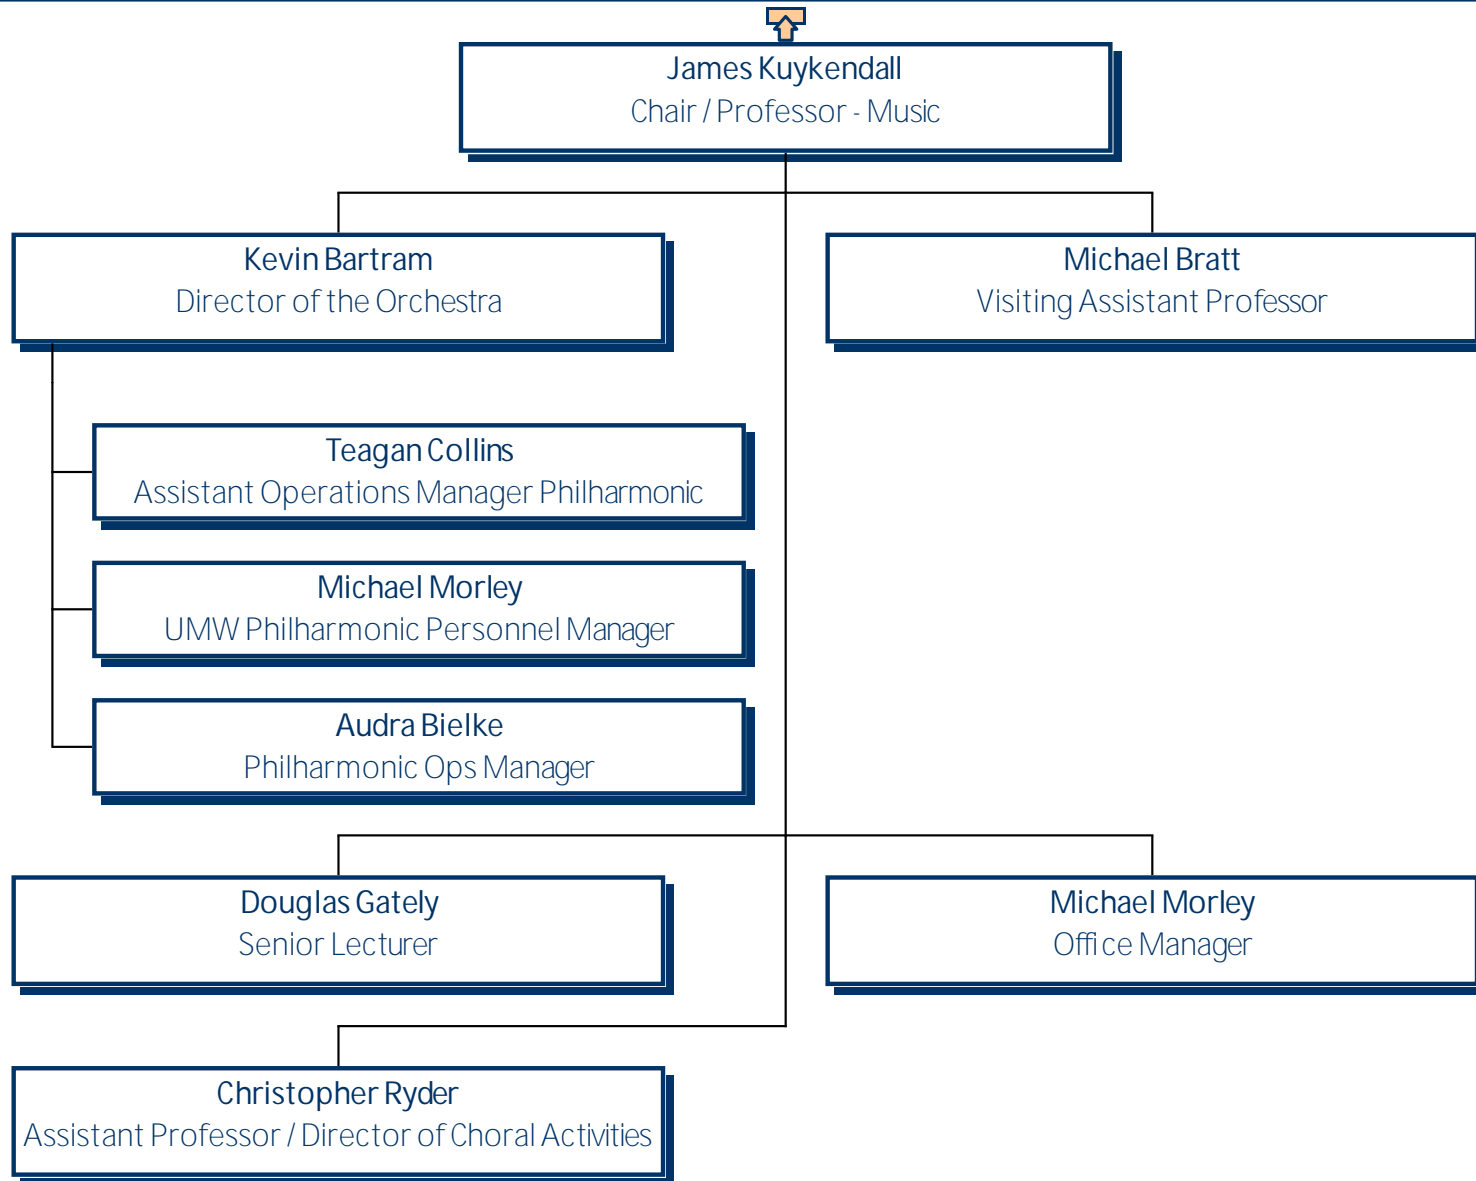 James Kuykendall
Chair / Professor - Music
Kevin Bartram
Director of the Orchestra
Michael Bratt
Visiting Assistant Professor
Teagan Collins
Assistant Operations Manager Philharmonic
Michael Morley
UMW Philharmonic Personnel Manager
Audra Bielke
Philharmonic Ops Manager
Douglas Gately
Senior Lecturer
Michael Morley
Office Manager
Christopher Ryder
Assistant Professor / Director of Choral Activities